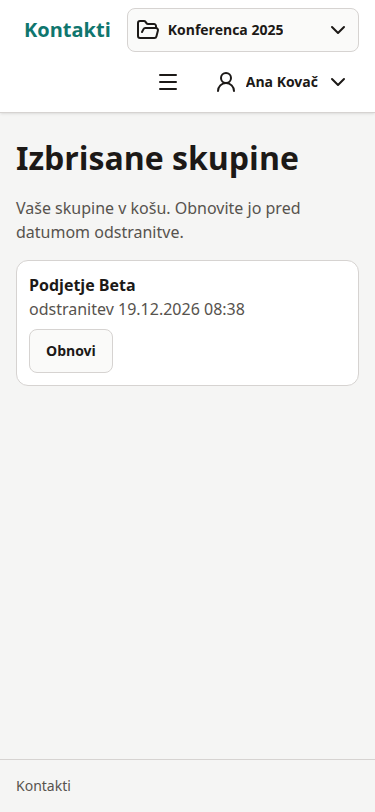 Kontakti
Konferenca 2025
Ana Kovač
Izbrisane skupine
Vaše skupine v košu. Obnovite jo pred
datumom odstranitve.
Podjetje Beta
odstranitev 19.12.2026 08:38
Obnovi
Kontakti